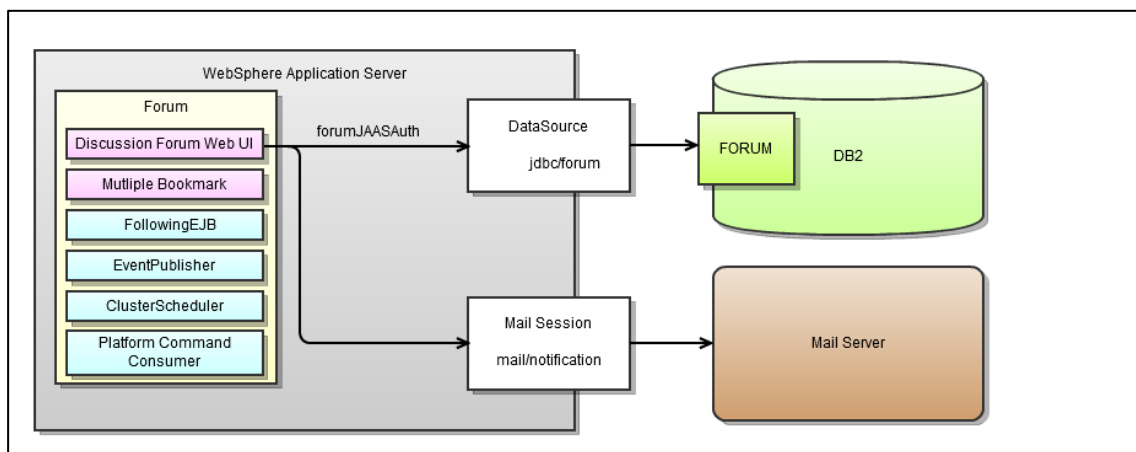 WebSphere Application Server
Forum
Discussion Forum Web UI
Mutliple Bookmark
FollowingEJB
EventPublisher
ClusterScheduler
Platform Command
Consumer
forumJAASAuth
DataSource
jdbc/forum
Mail Session
mail/notification
FORUM
DB2
Mail Server